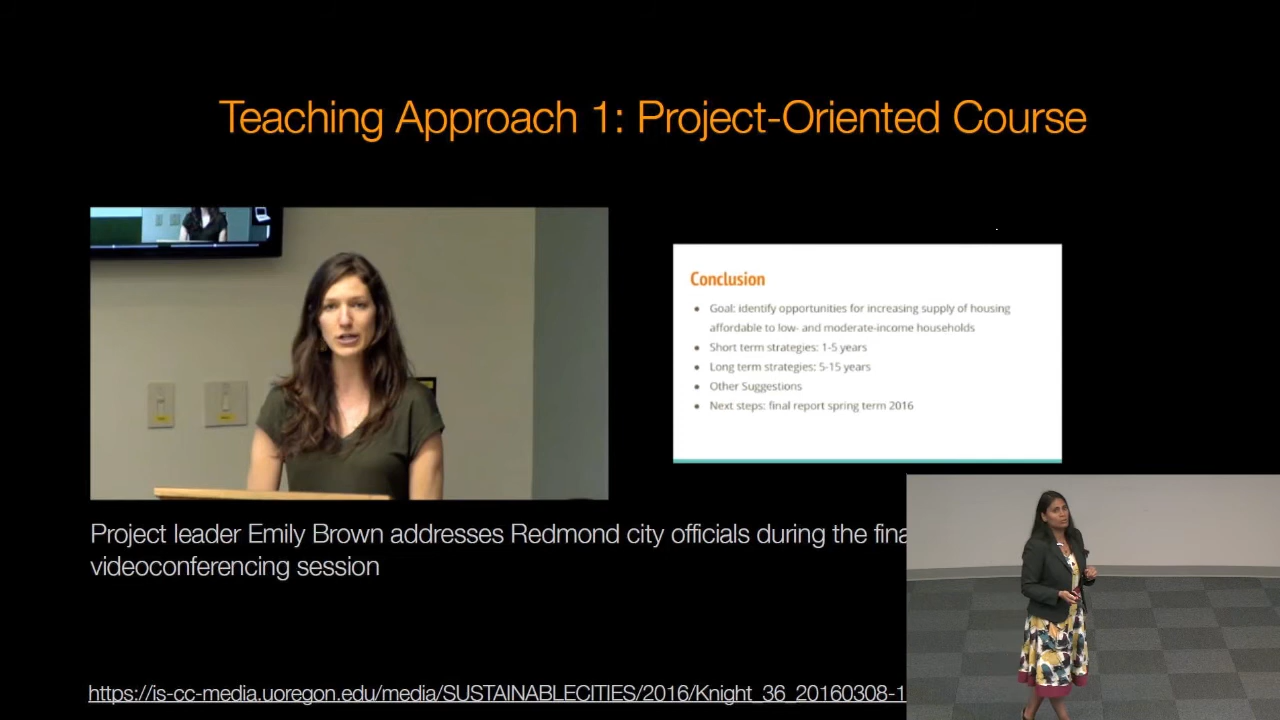 Teaching Approach 1: Project-Oriented Course
Conclusion
● Goal: identify opportunities for increasing supply of housing
affordable to low- and moderate-income households
● Short term strategies: 1-5 years
● Long term strategies: 5-15 years
● Other Suggestions
● Next steps: final report spring term 2016
Project leader Emily Brown addresses Redmond city officials during the fina
videoconferencing session
https://is-cc-media.uoregon.edu/media/SUSTAINABLECITIES/2016/Knight_36_20160308-1